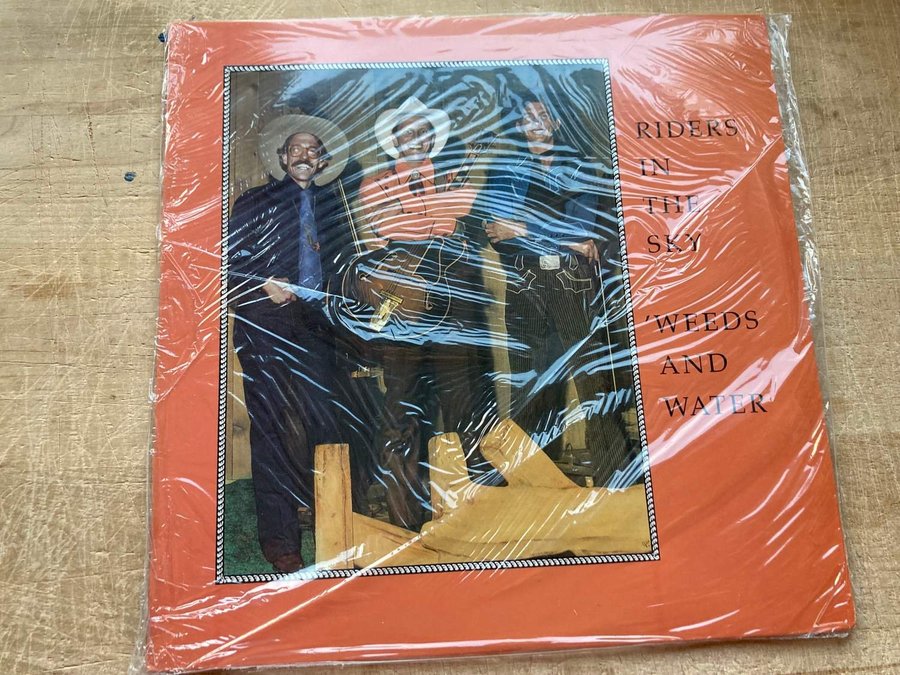 RIDERS
IN
THE
SKY
'WEEDS
AND
WATER'